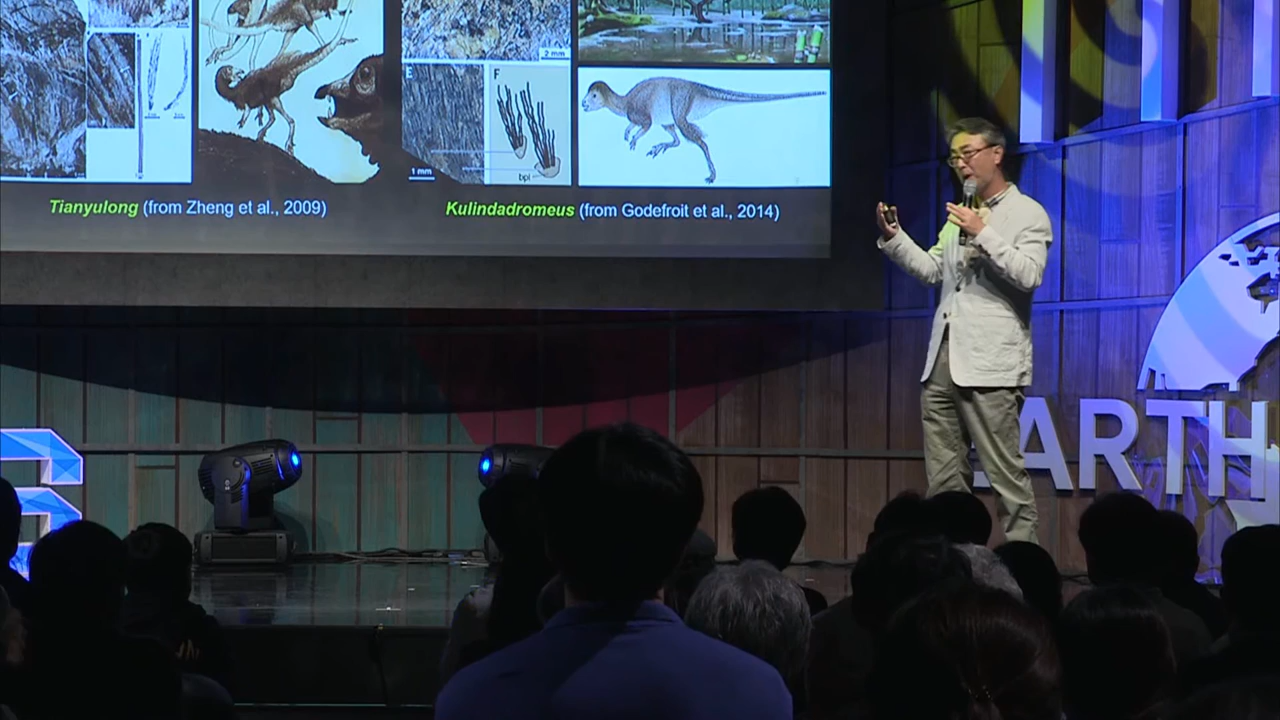 2 mm
E
F
1 mm
bpl
Tianyulong (from Zheng et al., 2009)
Kulindadromeus (from Godefroit et al., 2014)
EARTH